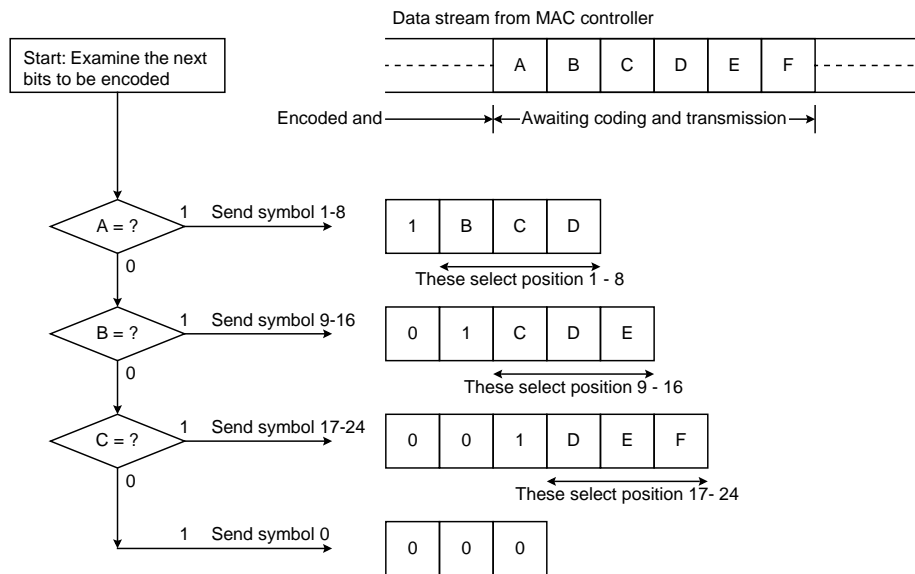 Data stream from MAC controller
Start: Examine the next
bits to be encoded
A B C D E F
Encoded and
Awaiting coding and transmission
A = ?
1 Send symbol 1-8
1 B C D
0
These select position 1 - 8
B = ?
1 Send symbol 9-16
0 1 C D E
0
These select position 9 - 16
C = ?
1 Send symbol 17-24
0 0 1 D E F
0
These select position 17- 24
1 Send symbol 0
0 0 0